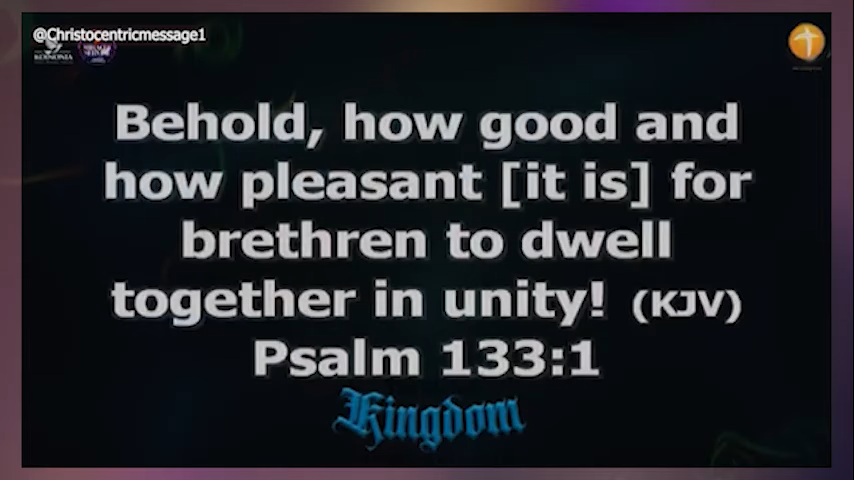 @Christocentricmessage1
KOINONIA
Behold, how good and
how pleasant [it is] for
brethren to dwell
together in unity! (KJV)
Psalm 133:1
Kingdom